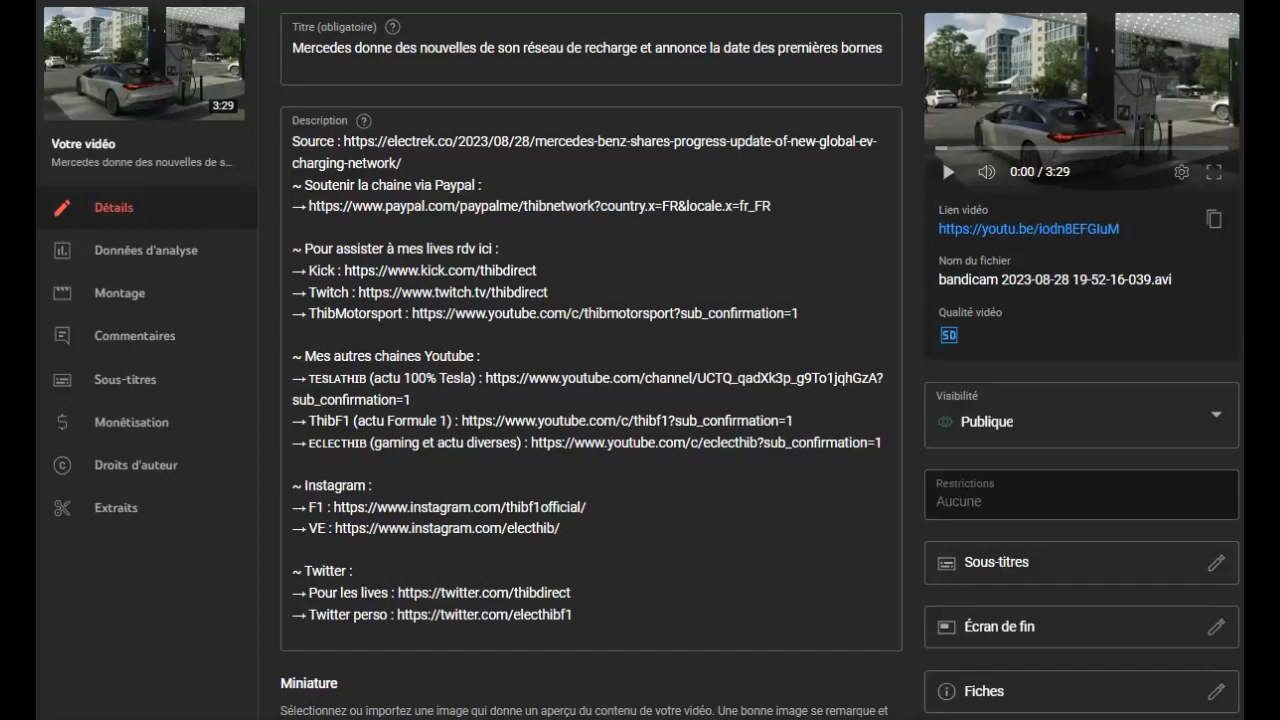 3:29
Votre vidéo
Mercedes donne des nouvelles de s...
Détails
Données d'analyse
Montage
Commentaires
Sous-titres
Monétisation
Droits d'auteur
Extraits
Titre (obligatoire)
Mercedes donne des nouvelles de son réseau de recharge et annonce la date des premières bornes
Description
Source : https://electrek.co/2023/08/28/mercedes-benz-shares-progress-update-of-new-global-ev-
charging-network/
~ Soutenir la chaine via Paypal :
→ https://www.paypal.com/paypalme/thibnetwork?country.x=FR&locale.x=fr_FR
~ Pour assister à mes lives rdv ici :
→ Kick : https://www.kick.com/thibdirect
→ Twitch : https://www.twitch.tv/thibdirect
→ ThibMotorsport : https://www.youtube.com/c/thibmotorsport?sub_confirmation=1
~ Mes autres chaines Youtube :
→ ᴛᴇsʟᴀᴛʜɪʙ (actu 100% Tesla) : https://www.youtube.com/channel/UCTQ_qadXk3p_g9To1jqhGzA?
sub_confirmation=1
→ ThibF1 (actu Formule 1) : https://www.youtube.com/c/thibf1?sub_confirmation=1
→ ᴇᴄʟᴇᴄᴛʜɪʙ (gaming et actu diverses) : https://www.youtube.com/c/eclecthib?sub_confirmation=1
~ Instagram :
→ F1 : https://www.instagram.com/thibf1official/
→ VE : https://www.instagram.com/electhib/
~ Twitter :
→ Pour les lives : https://twitter.com/thibdirect
→ Twitter perso : https://twitter.com/electhibf1
Miniature
Sélectionnez ou importez une image qui donne un aperçu du contenu de votre vidéo. Une bonne image se remarque et
0:00 / 3:29
Lien vidéo
https://youtu.be/iodn8EFGIuM
Nom du fichier
bandicam 2023-08-28 19-52-16-039.avi
Qualité vidéo
SD
Visibilité
Publique
Restrictions
Aucune
Sous-titres
Écran de fin
Fiches